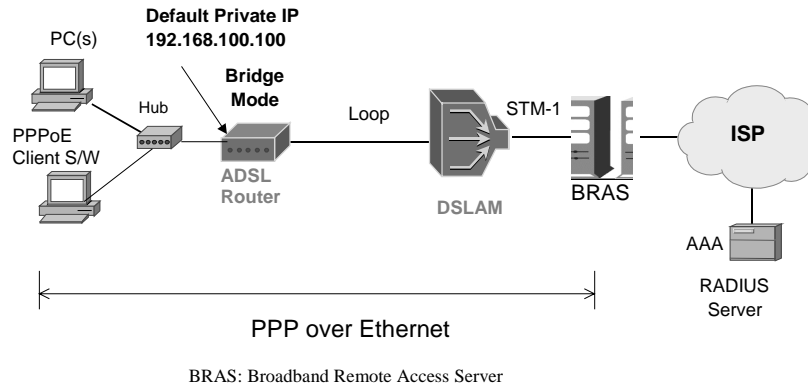 Default Private IP
192.168.100.100
PC(s)
Bridge
Mode
Hub
Loop
STM-1
ISP
PPPoE
Client S/W
ADSL
Router
DSLAM
BRAS
AAA
RADIUS
Server
PPP over Ethernet
BRAS: Broadband Remote Access Server